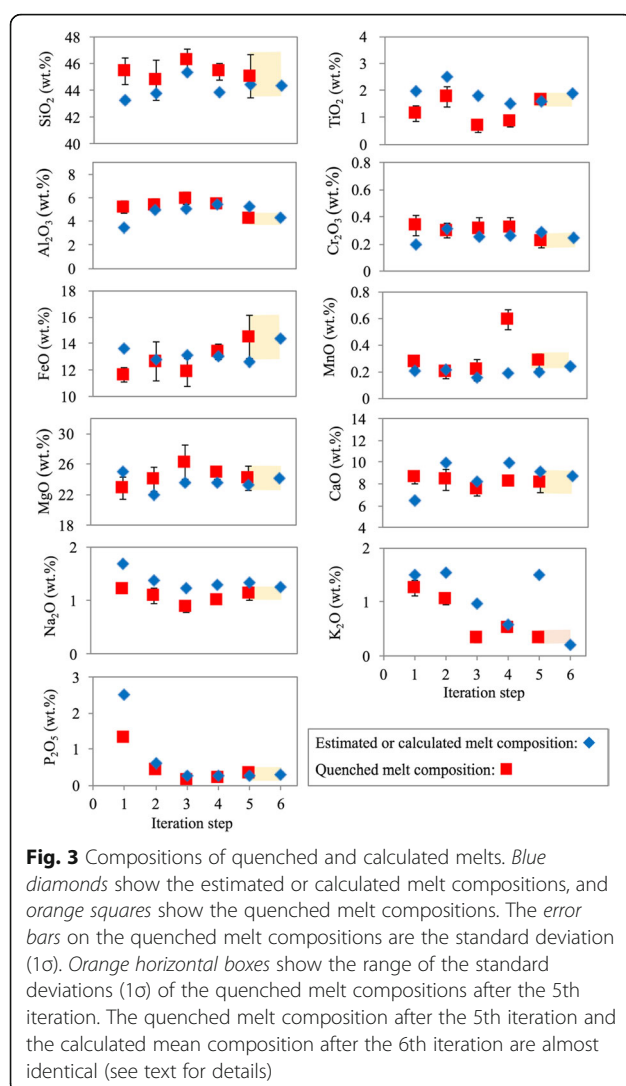 48
46
44
42
40
SiO2 (wt.%)
4
3
2
1
0
TiO2 (wt.%)
8
6
4
2
0
Al2O3 (wt.%)
0.8
0.6
0.4
0.2
0
Cr2O3 (wt.%)
18
16
14
12
10
FeO (wt.%)
0.8
0.6
0.4
0.2
0
MnO (wt.%)
30
26
22
18
MgO (wt.%)
14
12
10
8
6
4
CaO (wt.%)
2
1
0
Na2O (wt.%)
2
1
0
K2O (wt.%)
0 1 2 3 4 5 6
Iteration step
3
2
1
0
P2O5 (wt.%)
0 1 2 3 4 5 6
Iteration step
Estimated or calculated melt composition:
Quenched melt composition:
Fig. 3 Compositions of quenched and calculated melts. Blue
diamonds show the estimated or calculated melt compositions, and
orange squares show the quenched melt compositions. The error
bars on the quenched melt compositions are the standard deviation
(1σ). Orange horizontal boxes show the range of the standard
deviations (1σ) of the quenched melt compositions after the 5th
iteration. The quenched melt composition after the 5th iteration and
the calculated mean composition after the 6th iteration are almost
identical (see text for details)